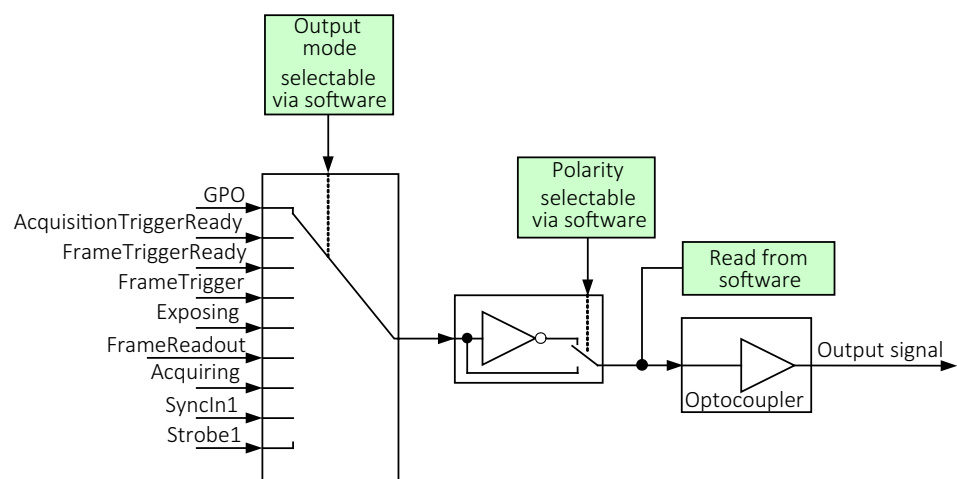 Output
mode
selectable
via software
Polarity
selectable
via software
Read from
software
GPO
AcquisitionTriggerReady
FrameTriggerReady
FrameTrigger
Exposing
FrameReadout
Acquiring
SyncIn1
Strobe1
Output signal
Optocoupler